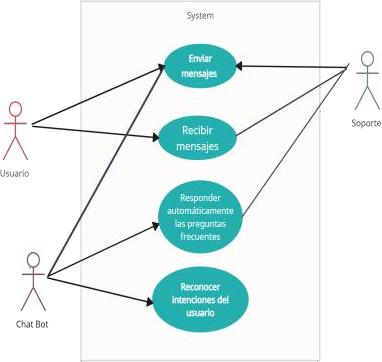 System
Enviar
mensajes
Recibir
mensajes
Soporte
Usuario
Responder
automáticamente
las preguntas
frecuentes
Reconocer
intenciones del
usuario
Chat Bot